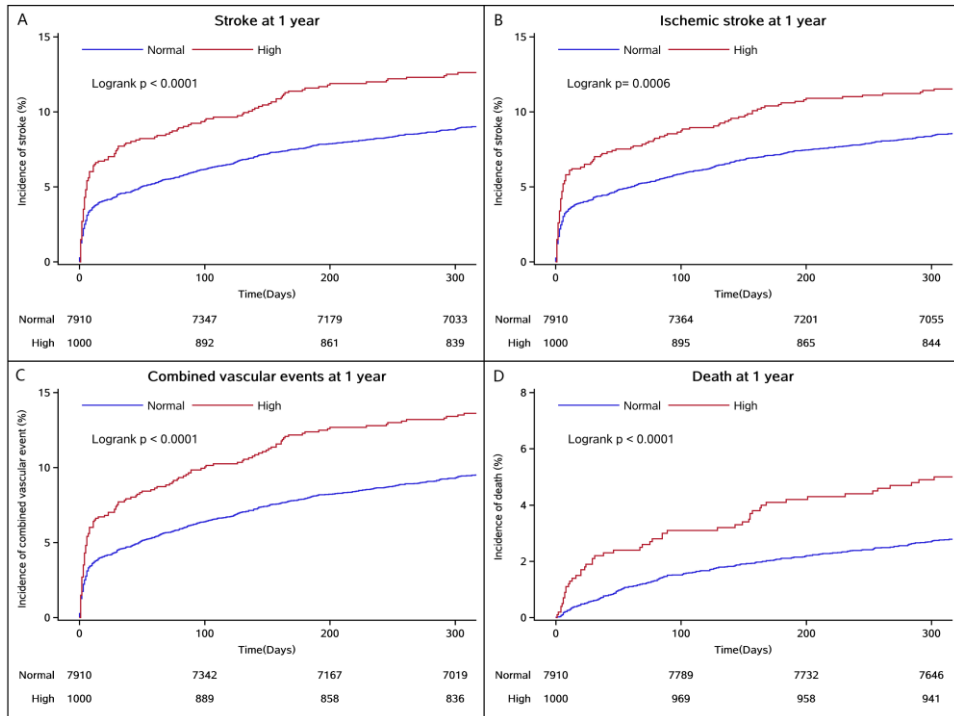 A Stroke at 1 year
15
Normal High
Logrank p < 0.0001
10
Incidence of stroke (%)
5
0
0 100 200 300
Time(Days)
Normal 7910 7347 7179 7033
High 1000 892 861 839
B Ischemic stroke at 1 year
15
Normal High
Logrank p= 0.0006
10
Incidence of stroke (%)
5
0
0 100 200 300
Time(Days)
Normal 7910 7364 7201 7055
High 1000 895 865 844
C Combined vascular events at 1 year
15
Normal High
Logrank p < 0.0001
10
Incidence of combined vascular event (%)
5
0
0 100 200 300
Time(Days)
Normal 7910 7342 7167 7019
High 1000 889 858 836
D Death at 1 year
8
Normal High
Logrank p < 0.0001
6
Incidence of death (%)
4
2
0
0 100 200 300
Time(Days)
Normal 7910 7789 7732 7646
High 1000 969 958 941